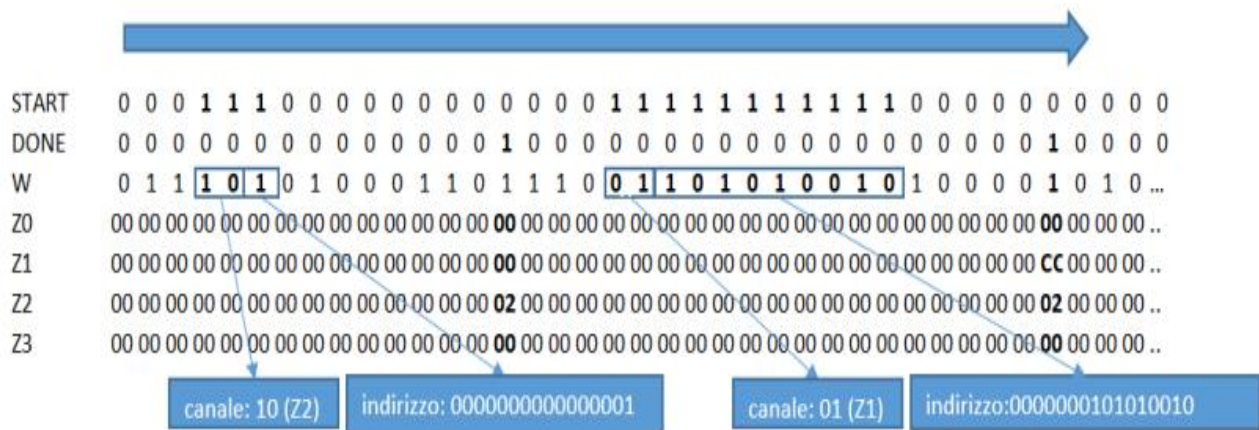 START 0 0 0 1 1 1 0 0 0 0 0 0 0 0 0 0 0 0 1 1 1 1 1 1 1 1 1 1 1 0 0 0 0 0 0 0 0 0 0
DONE 0 0 0 0 0 0 0 0 0 0 0 0 0 0 1 0 0 0 0 0 0 0 0 0 0 0 0 0 0 0 0 0 0 0 1 0 0 0 0
W 0 1 1 1 0 1 0 1 0 0 0 1 1 0 1 1 1 0 0 1 1 0 1 0 1 0 0 1 0 1 0 0 0 0 1 0 1 0 ...
Z0 00 00 00 00 00 00 00 00 00 00 00 00 00 00 00 00 00 00 00 00 00 00 00 00 00 00 00 00 00 00 00 00 00 00 00 00 00 00 ..
Z1 00 00 00 00 00 00 00 00 00 00 00 00 00 00 00 00 00 00 00 00 00 00 00 00 00 00 00 00 00 00 00 00 00 00 CC 00 00 00 ..
Z2 00 00 00 00 00 00 00 00 00 00 00 00 00 00 02 00 00 00 00 00 00 00 00 00 00 00 00 00 00 00 00 00 00 00 02 00 00 00 ..
Z3 00 00 00 00 00 00 00 00 00 00 00 00 00 00 00 00 00 00 00 00 00 00 00 00 00 00 00 00 00 00 00 00 00 00 00 00 00 00 ..
canale: 10 (Z2) indirizzo: 0000000000000001 canale: 01 (Z1) indirizzo:0000000101010010